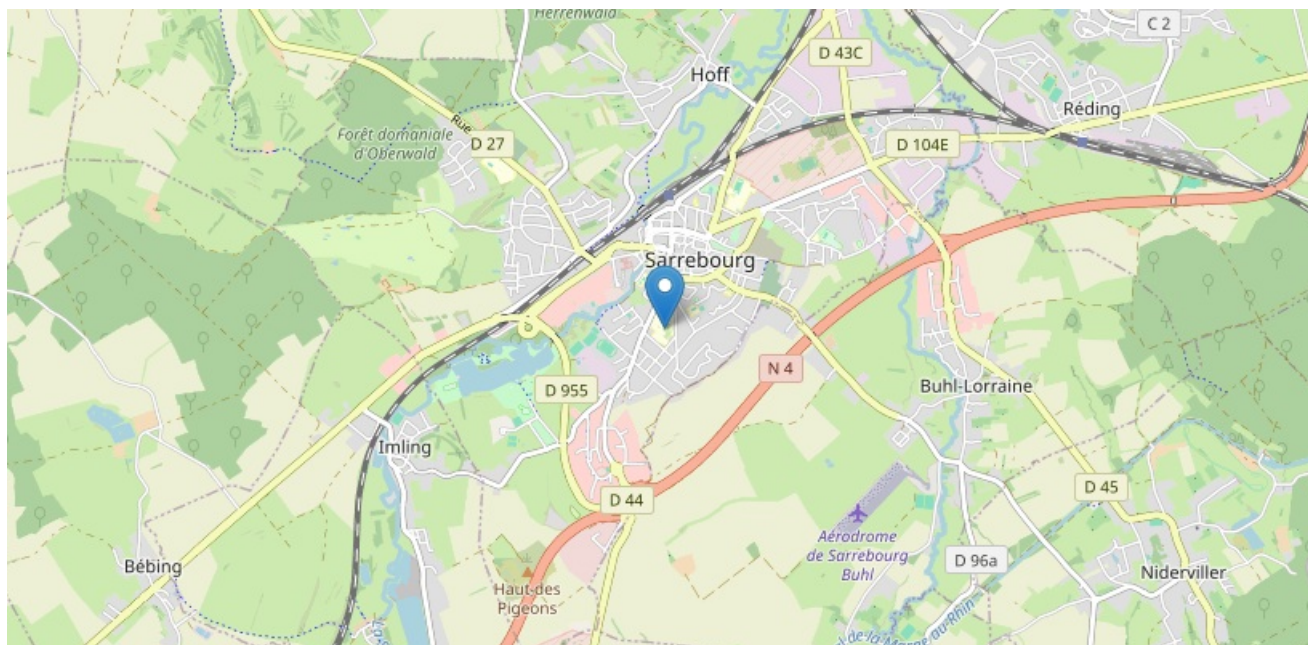 Herrenwald
C 2
D 43C
Hoff
Réding
Rue
Forêt domaniale
d'Oberwald
D 27
D 104E
Sarrebourg
N 4
D 955
Buhl-Lorraine
Imling
D 44
D 45
Aérodrome
de Sarrebourg
Buhl
D 96a
Bébing
Haut des
Pigeons
Niderviller
al de la Marne au Rhin